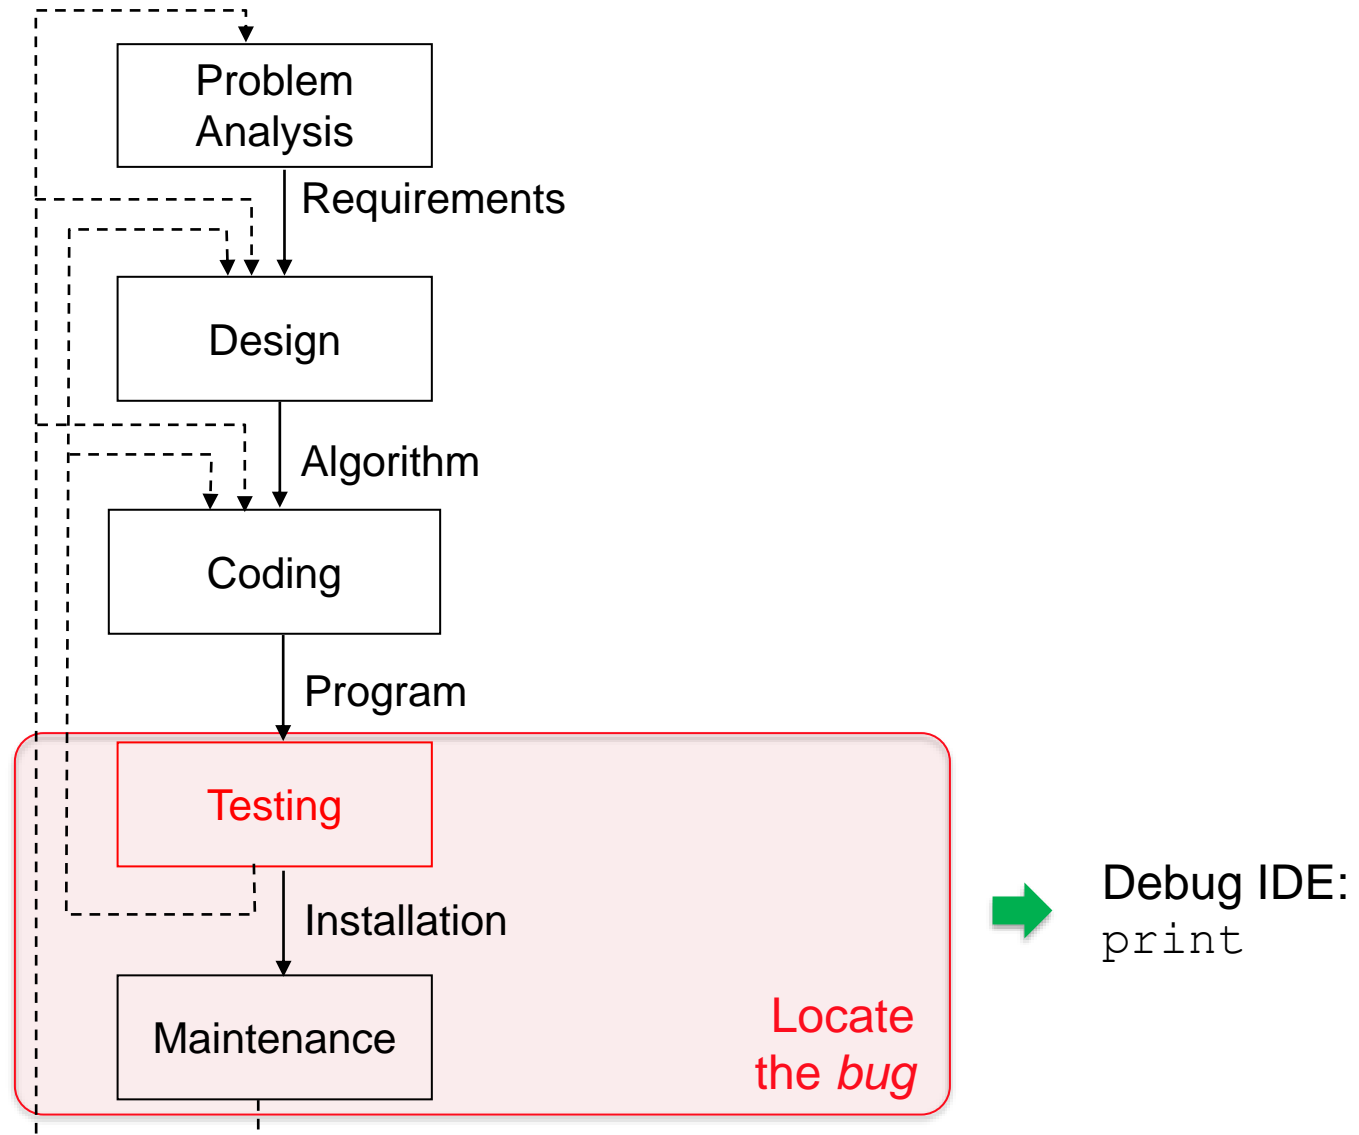 Problem
Analysis
Requirements
Design
Algorithm
Coding
Program
Testing
Installation
Maintenance
Locate
the bug
Debug IDE:
print